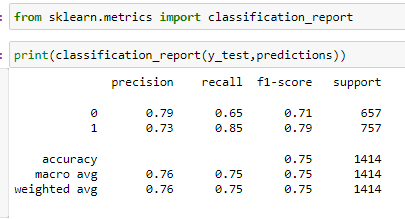 from sklearn.metrics import classification_report
print(classification_report(y_test,predictions))
precision recall f1-score support
0 0.79 0.65 0.71 657
1 0.73 0.85 0.79 757
accuracy 0.75 1414
macro avg 0.76 0.75 0.75 1414
weighted avg 0.76 0.75 0.75 1414